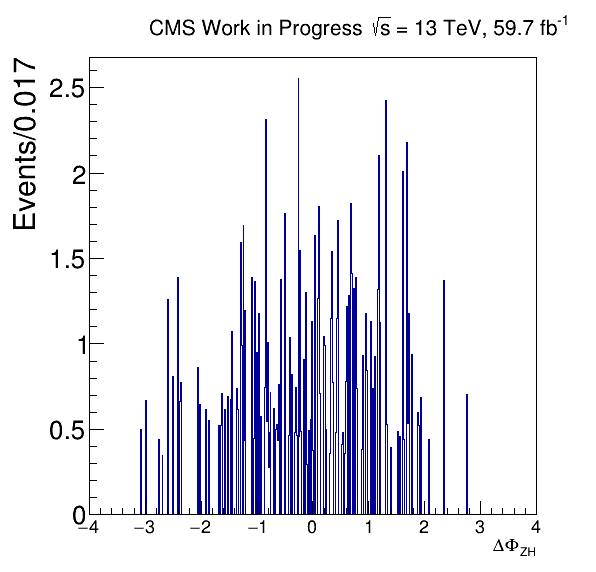 CMS Work in Progress √s = 13 TeV, 59.7 fb⁻¹
Events/0.017
2.5
2
1.5
1
0.5
0
−4 −3 −2 −1 0 1 2 3 4
ΔΦ_ZH